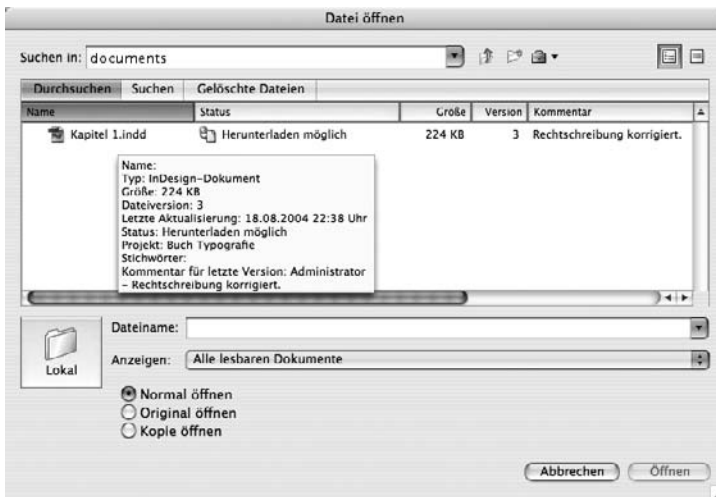 Datei öffnen
Suchen in: documents
Durchsuchen Suchen Gelöschte Dateien
Name Status Größe Version Kommentar
Kapitel 1.indd Herunterladen möglich 224 KB 3 Rechtschreibung korrigiert.
Name:
Typ: InDesign-Dokument
Größe: 224 KB
Dateiversion: 3
Letzte Aktualisierung: 18.08.2004 22:38 Uhr
Status: Herunterladen möglich
Projekt: Buch Typografie
Stichwörter:
Kommentar für letzte Version: Administrator
– Rechtschreibung korrigiert.
Lokal
Dateiname:
Anzeigen: Alle lesbaren Dokumente
Normal öffnen
Original öffnen
Kopie öffnen
Abbrechen Öffnen